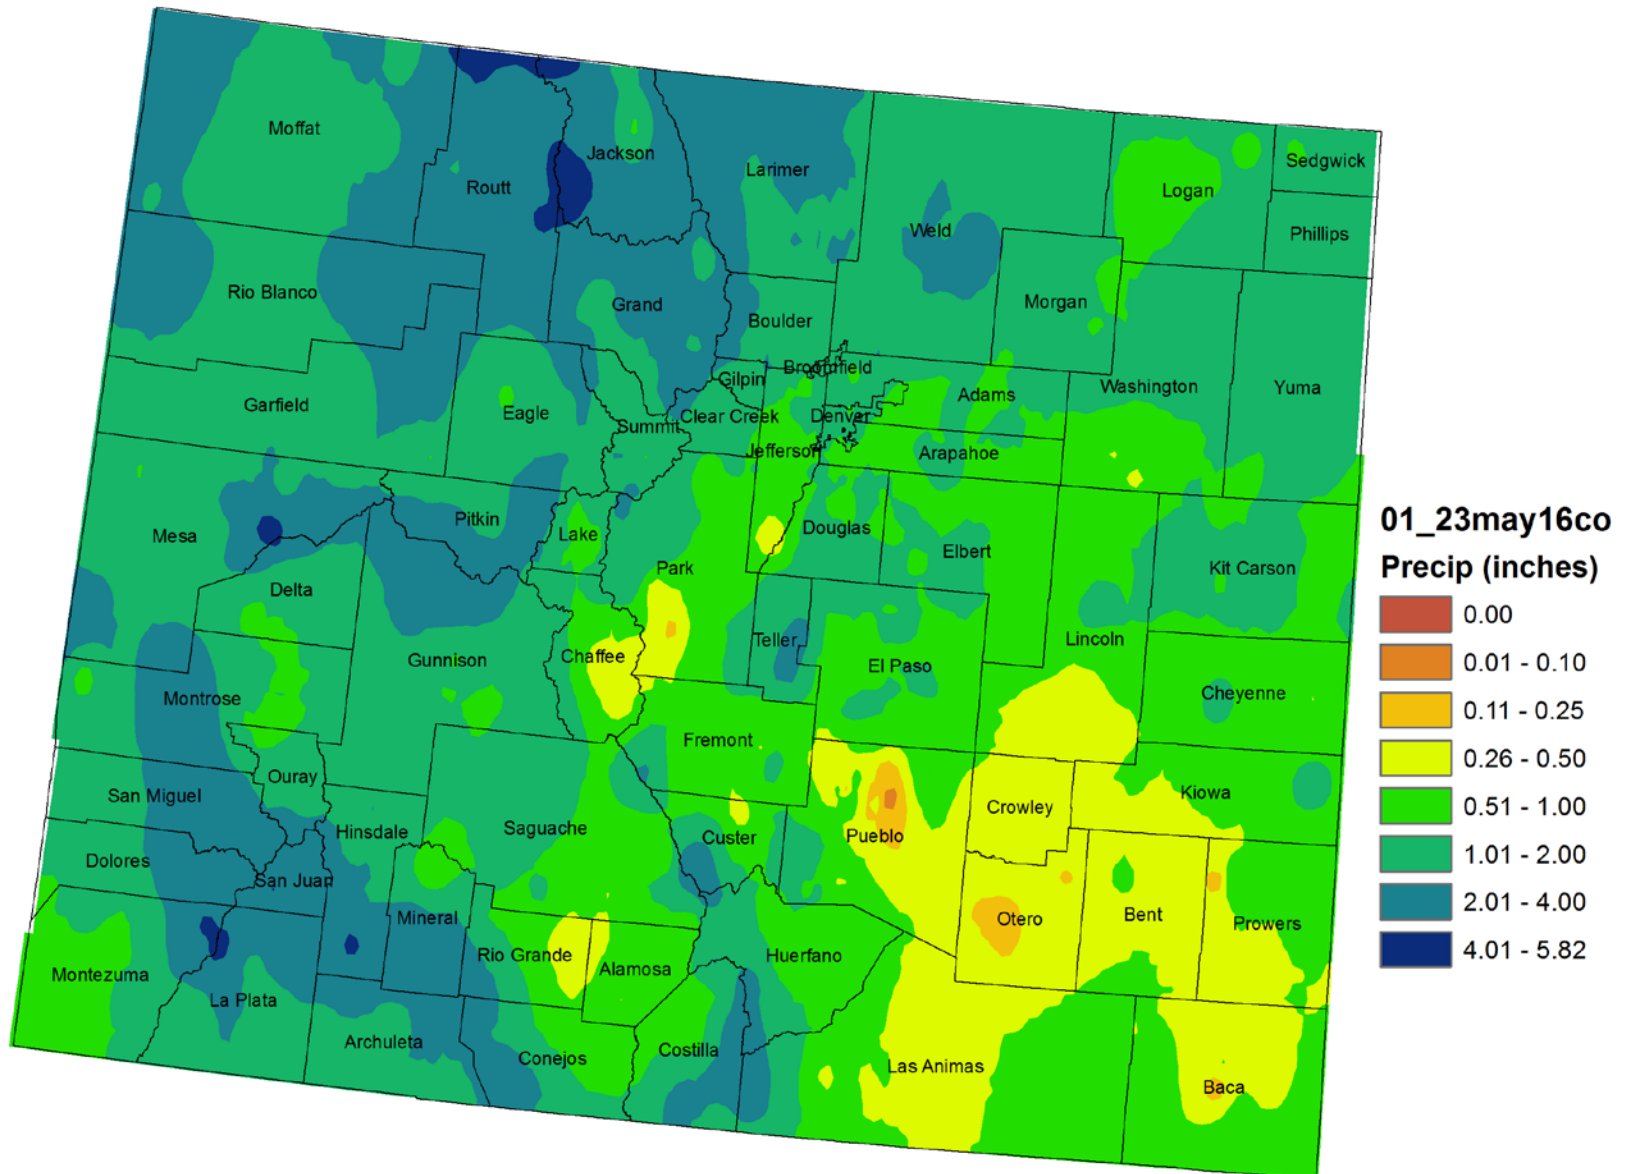 Moffat
Jackson
Routt
Larimer
Sedgwick
Logan
Phillips
Weld
Rio Blanco
Grand
Morgan
Boulder
Broomfield
Gilpin
Washington
Yuma
Garfield
Eagle
Adams
Summit
Clear Creek
Denver
Jefferson
Arapahoe
Mesa
Pitkin
Lake
Douglas
Elbert
Park
Kit Carson
Delta
Teller
Lincoln
Gunnison
Chaffee
El Paso
Montrose
Cheyenne
Fremont
Ouray
San Miguel
Kiowa
Crowley
Hinsdale
Saguache
Custer
Pueblo
Dolores
San Juan
Mineral
Otero
Bent
Prowers
Rio Grande
Alamosa
Huerfano
Montezuma
La Plata
Archuleta
Conejos
Costilla
Las Animas
Baca
01_23may16co
Precip (inches)
0.00
0.01 - 0.10
0.11 - 0.25
0.26 - 0.50
0.51 - 1.00
1.01 - 2.00
2.01 - 4.00
4.01 - 5.82